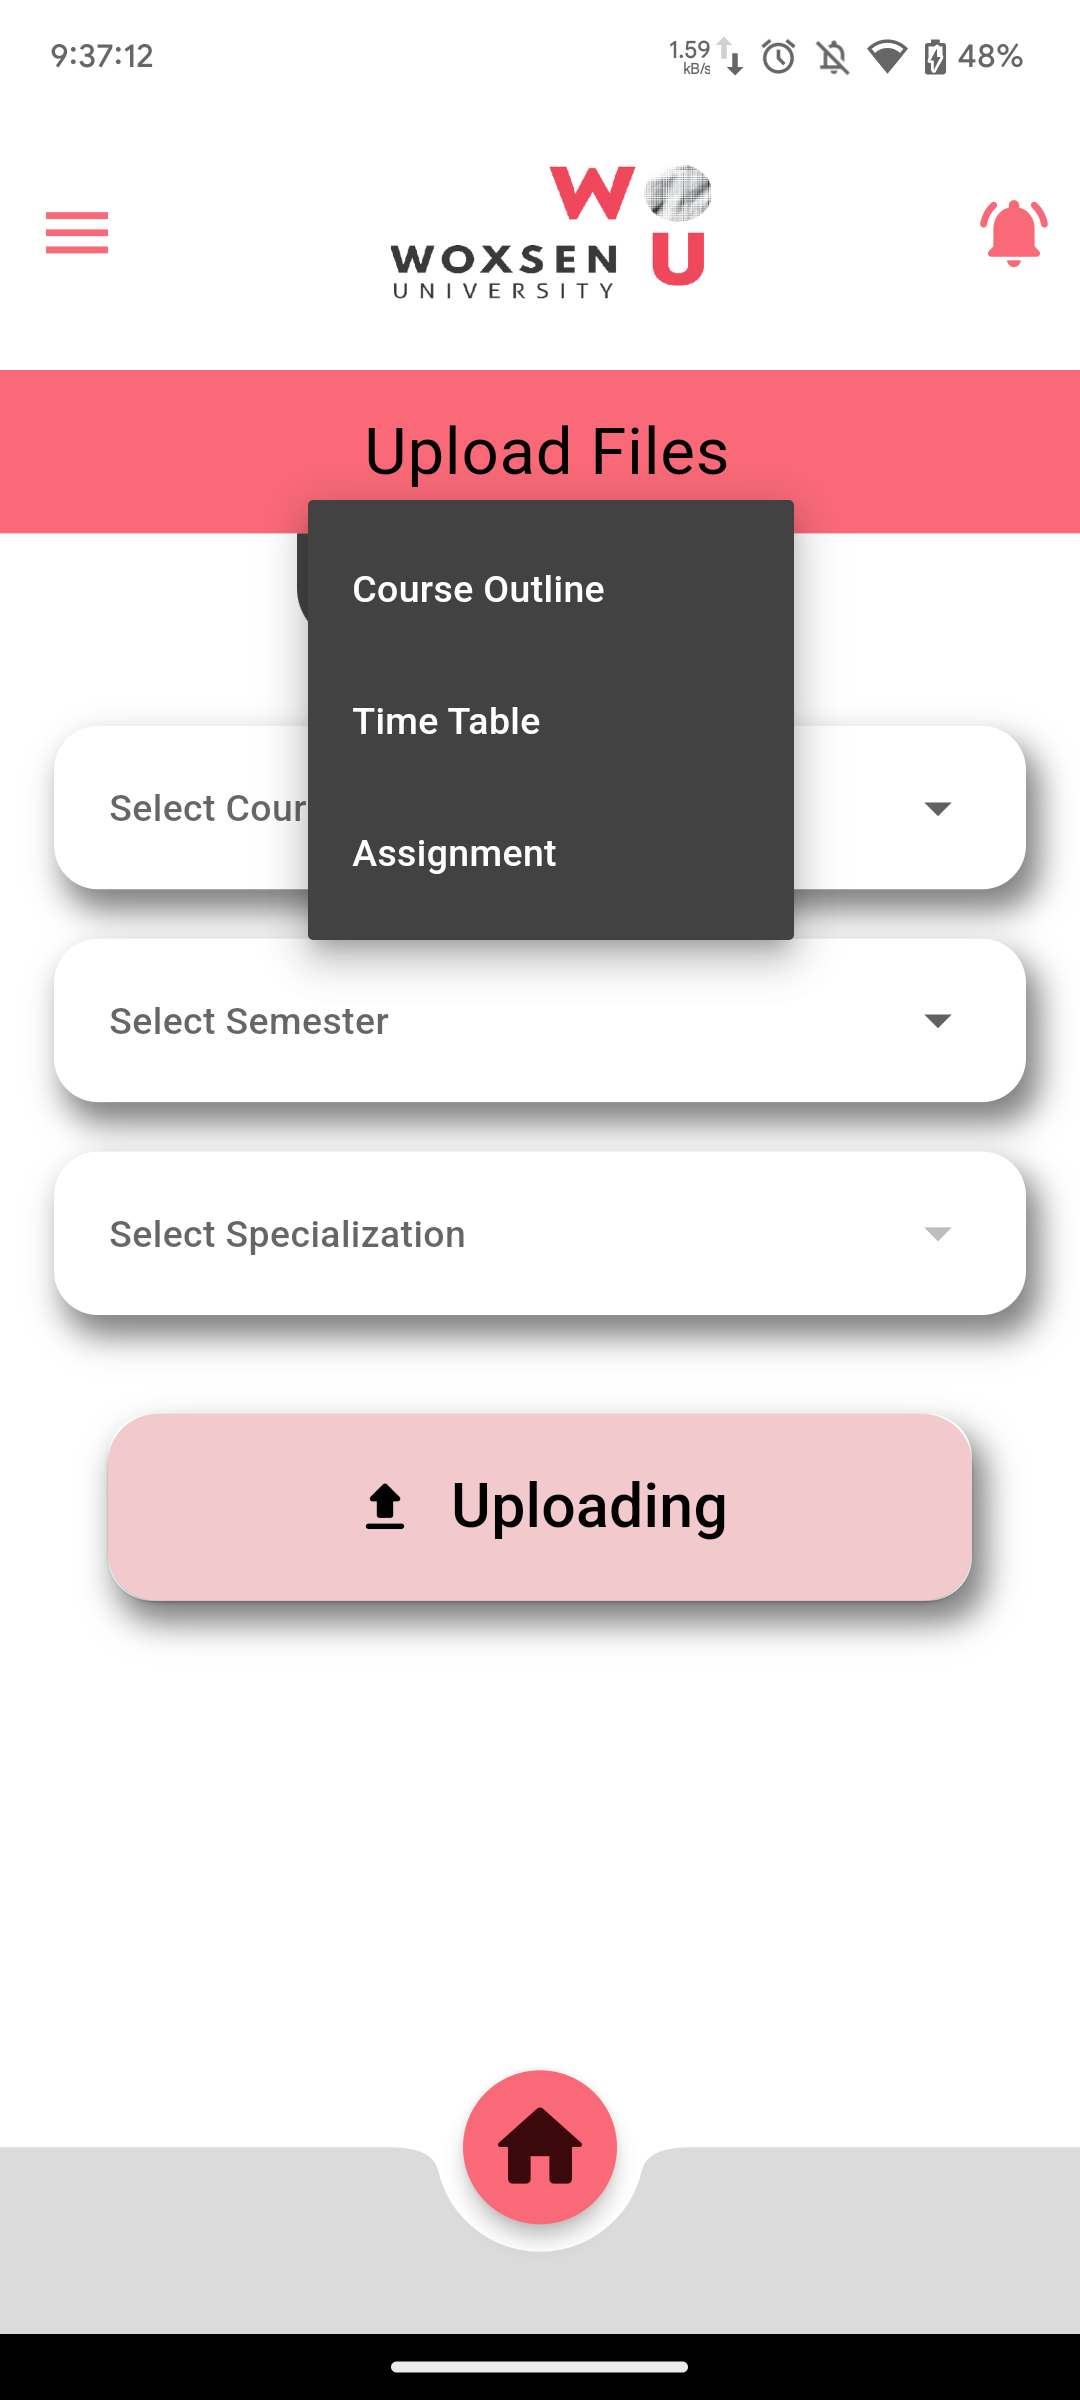 9:37:12
1.59
kB/s
48%
W
WOXSEN
U
UNIVERSITY
Upload Files
Course Outline
Time Table
Select Cour
Assignment
Select Semester
Select Specialization
Uploading